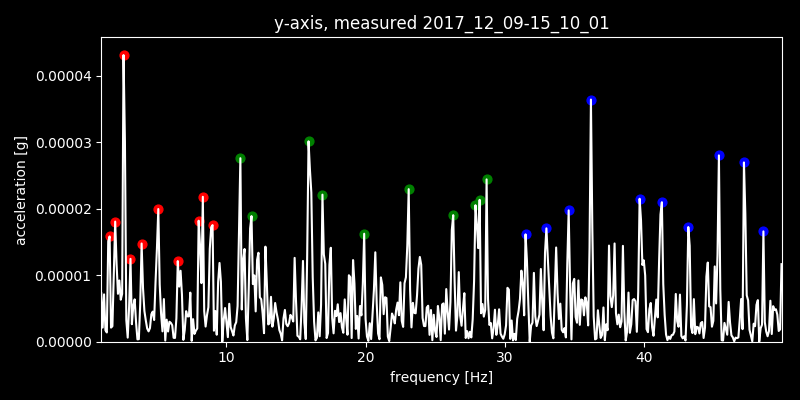 y-axis, measured 2017_12_09-15_10_01
acceleration [g]
0.00004
0.00003
0.00002
0.00001
0.00000
10 20 30 40
frequency [Hz]